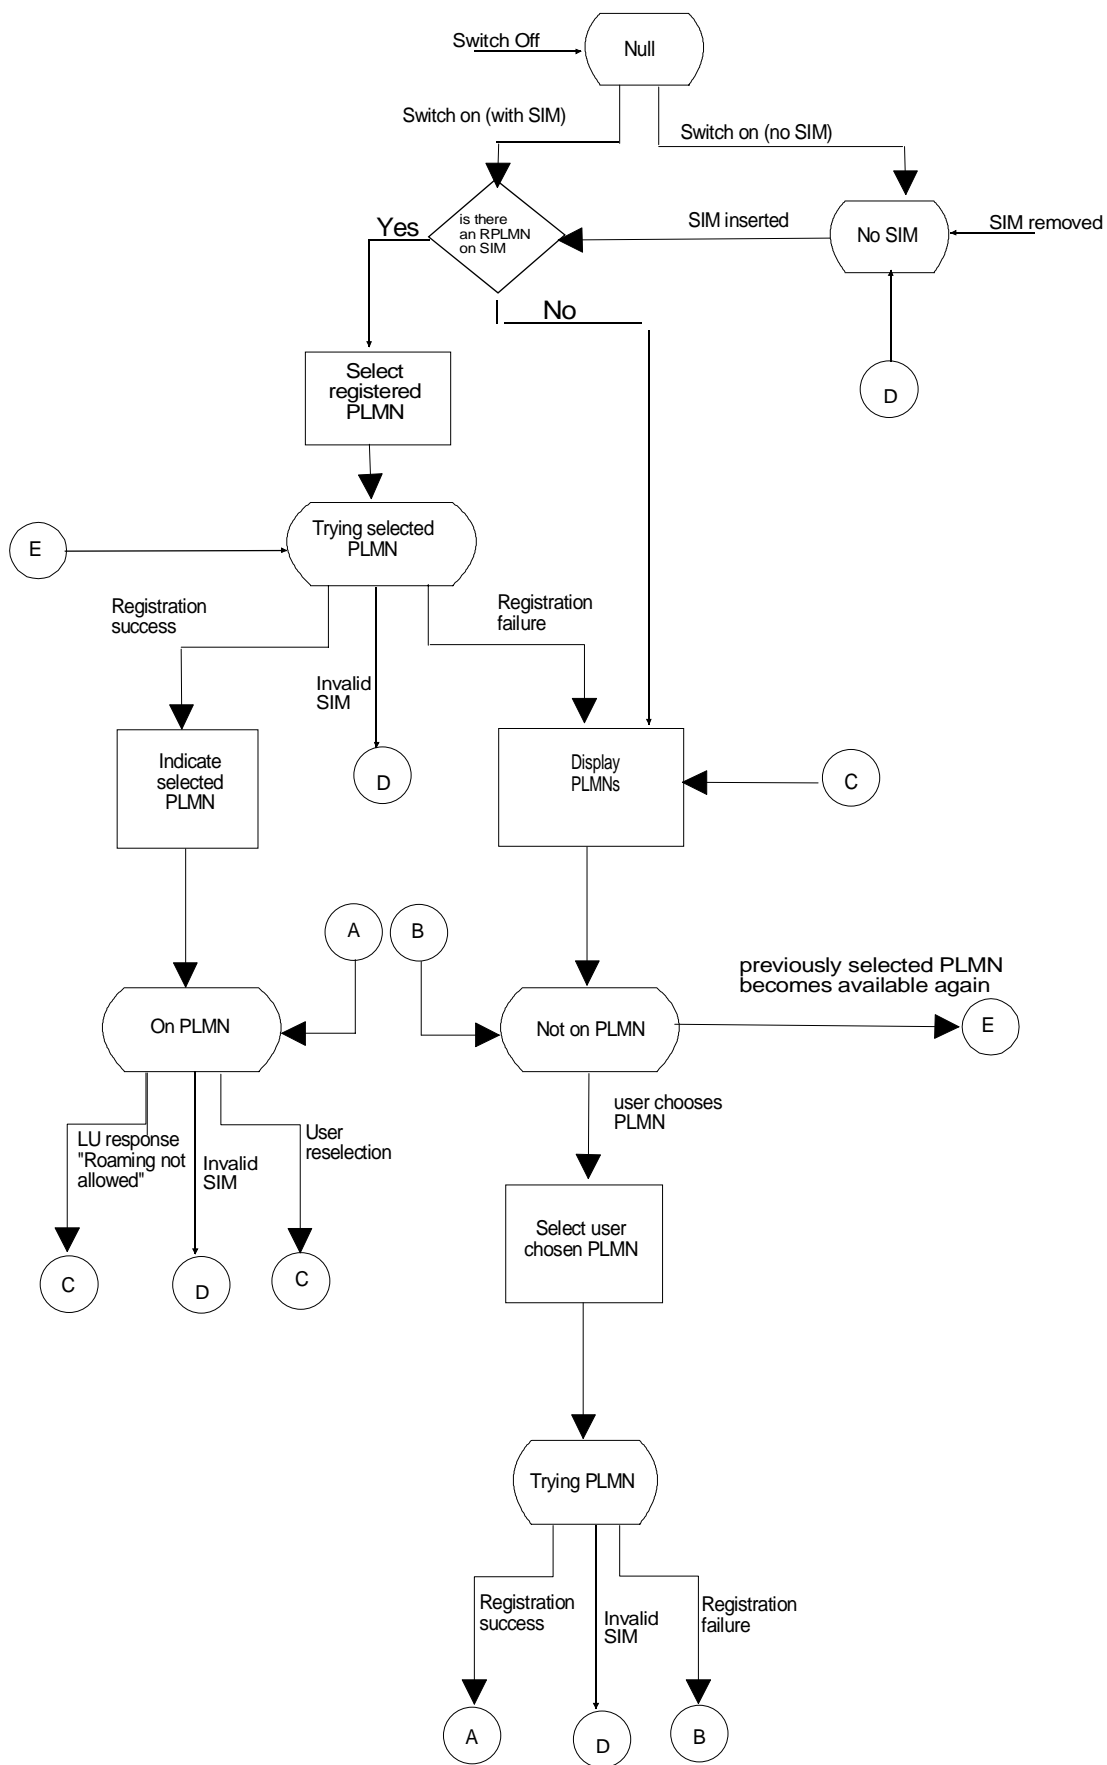 Switch Off
Null
Switch on (with SIM)
Switch on (no SIM)
is there
an RPLMN
on SIM
Yes
SIM inserted
No SIM
SIM removed
No
Select
registered
PLMN
D
Trying selected
PLMN
E
Registration
success
Invalid
SIM
Registration
failure
Indicate
selected
PLMN
D
Display
PLMNs
C
A
B
On PLMN
Not on PLMN
previously selected PLMN
becomes available again
E
LU response
"Roaming not
allowed"
Invalid
SIM
User
reselection
user chooses
PLMN
C
D
C
Select user
chosen PLMN
Trying PLMN
Registration
success
Invalid
SIM
Registration
failure
A
D
B